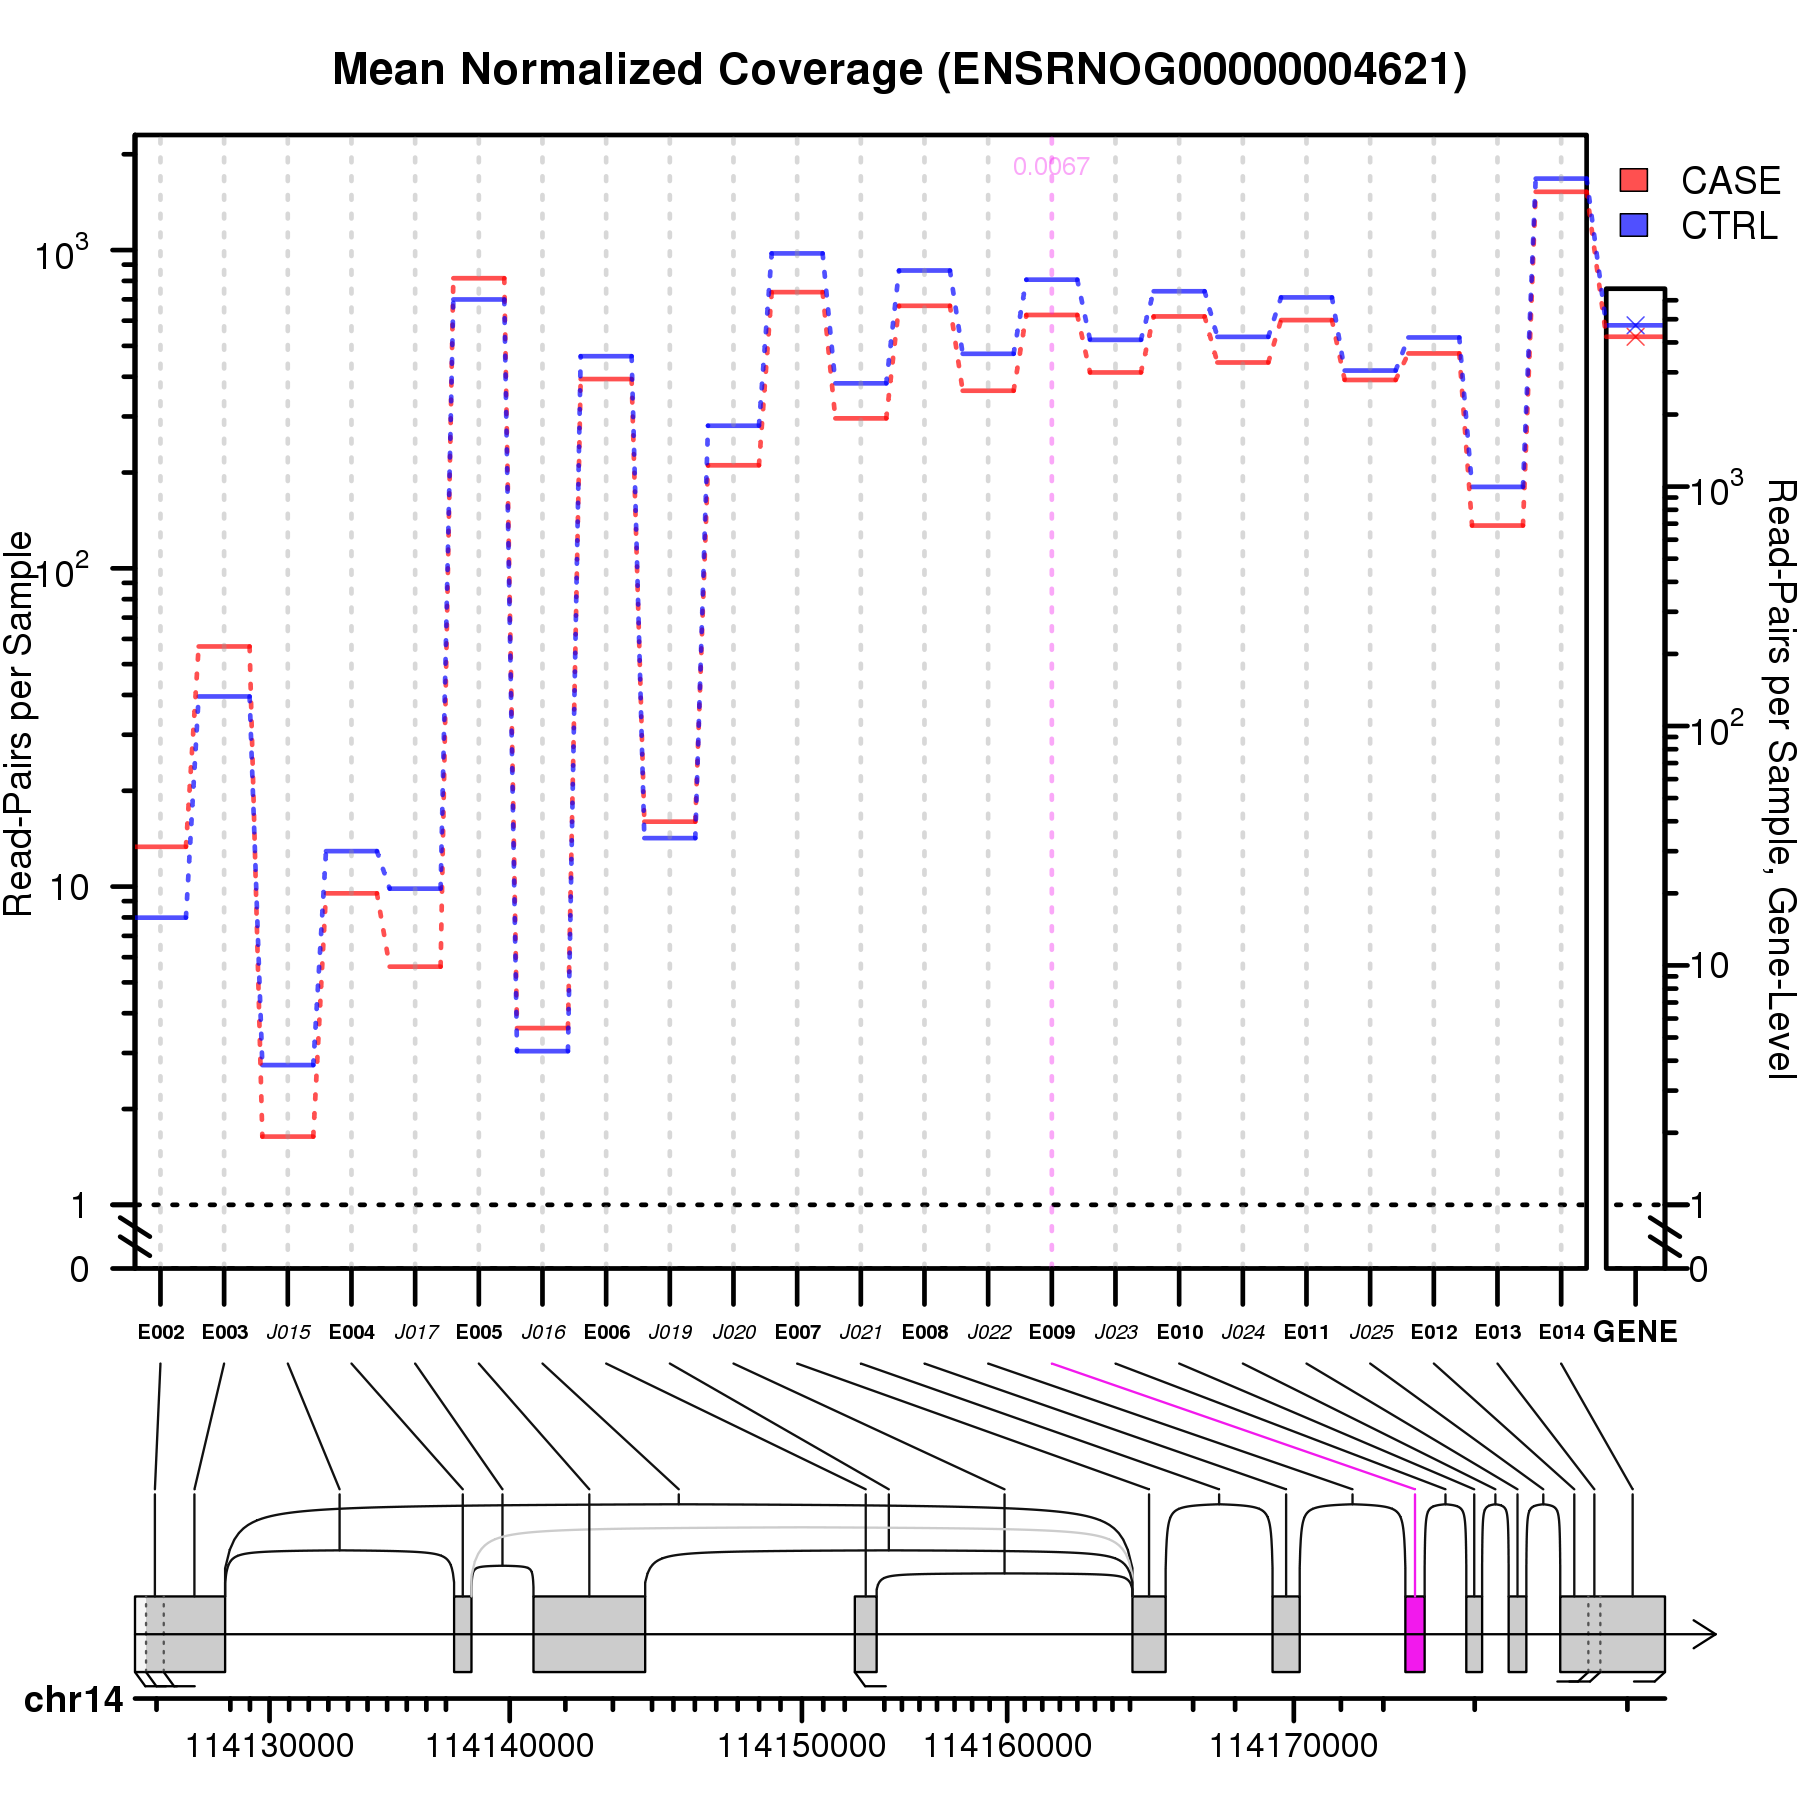 Mean Normalized Coverage (ENSRNOG00000004621)
0.0067
CASE
CTRL
Read-Pairs per Sample
10³
10²
10
1
0
10³
10²
10
1
0
Read-Pairs per Sample, Gene-Level
E002 E003 J015 E004 J017 E005 J016 E006 J019 J020 E007 J021 E008 J022 E009 J023 E010 J024 E011 J025 E012 E013 E014 GENE
chr14
114130000 114140000 114150000 114160000 114170000